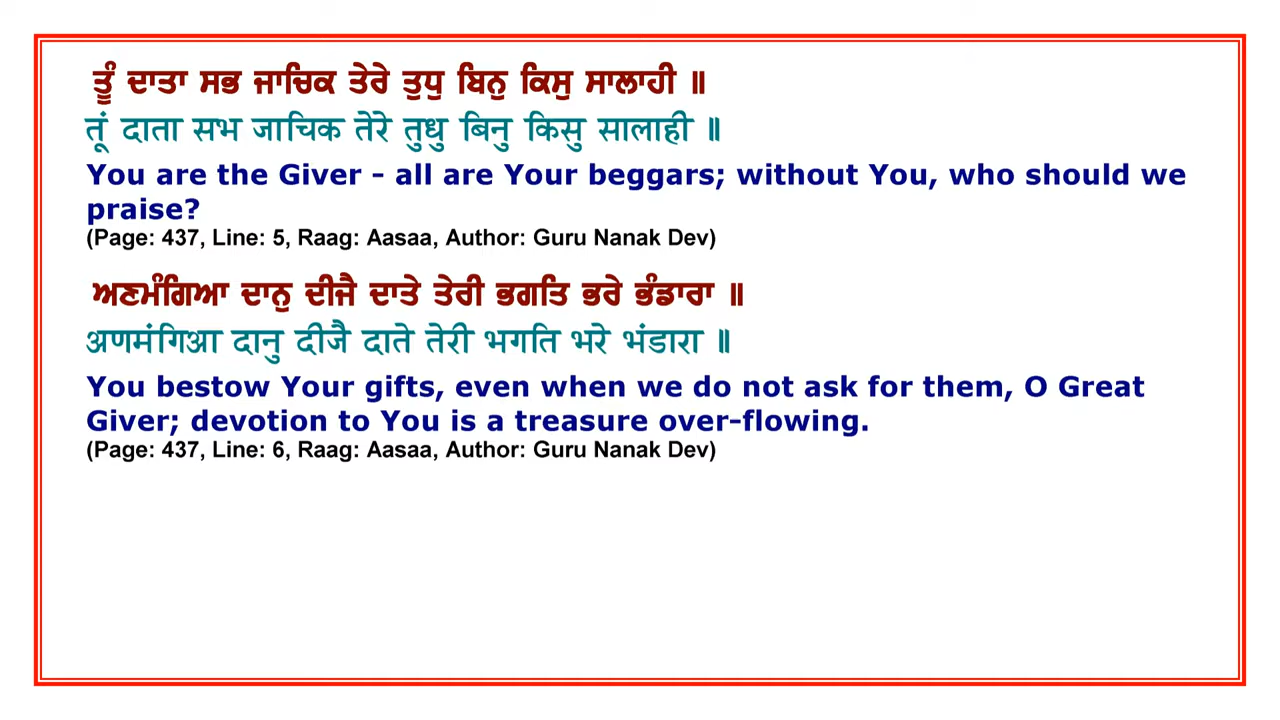 ਤੂੰ ਦਾਤਾ ਸਭ ਜਾਚਿਕ ਤੇਰੇ ਤੁਧੁ ਬਿਨੁ ਕਿਸੁ ਸਾਲਾਹੀ ॥
तूं दाता सभ जाचिक तेरे तुधु बिनु किसु सालाही ॥
You are the Giver - all are Your beggars; without You, who should we
praise?
(Page: 437, Line: 5, Raag: Aasaa, Author: Guru Nanak Dev)
ਅਣਮੰਗਿਆ ਦਾਨੁ ਦੀਜੈ ਦਾਤੇ ਤੇਰੀ ਭਗਤਿ ਭਰੇ ਭੰਡਾਰਾ ॥
अणमंगिआ दानु दीजै दाते तेरी भगति भरे भंडारा ॥
You bestow Your gifts, even when we do not ask for them, O Great
Giver; devotion to You is a treasure over-flowing.
(Page: 437, Line: 6, Raag: Aasaa, Author: Guru Nanak Dev)